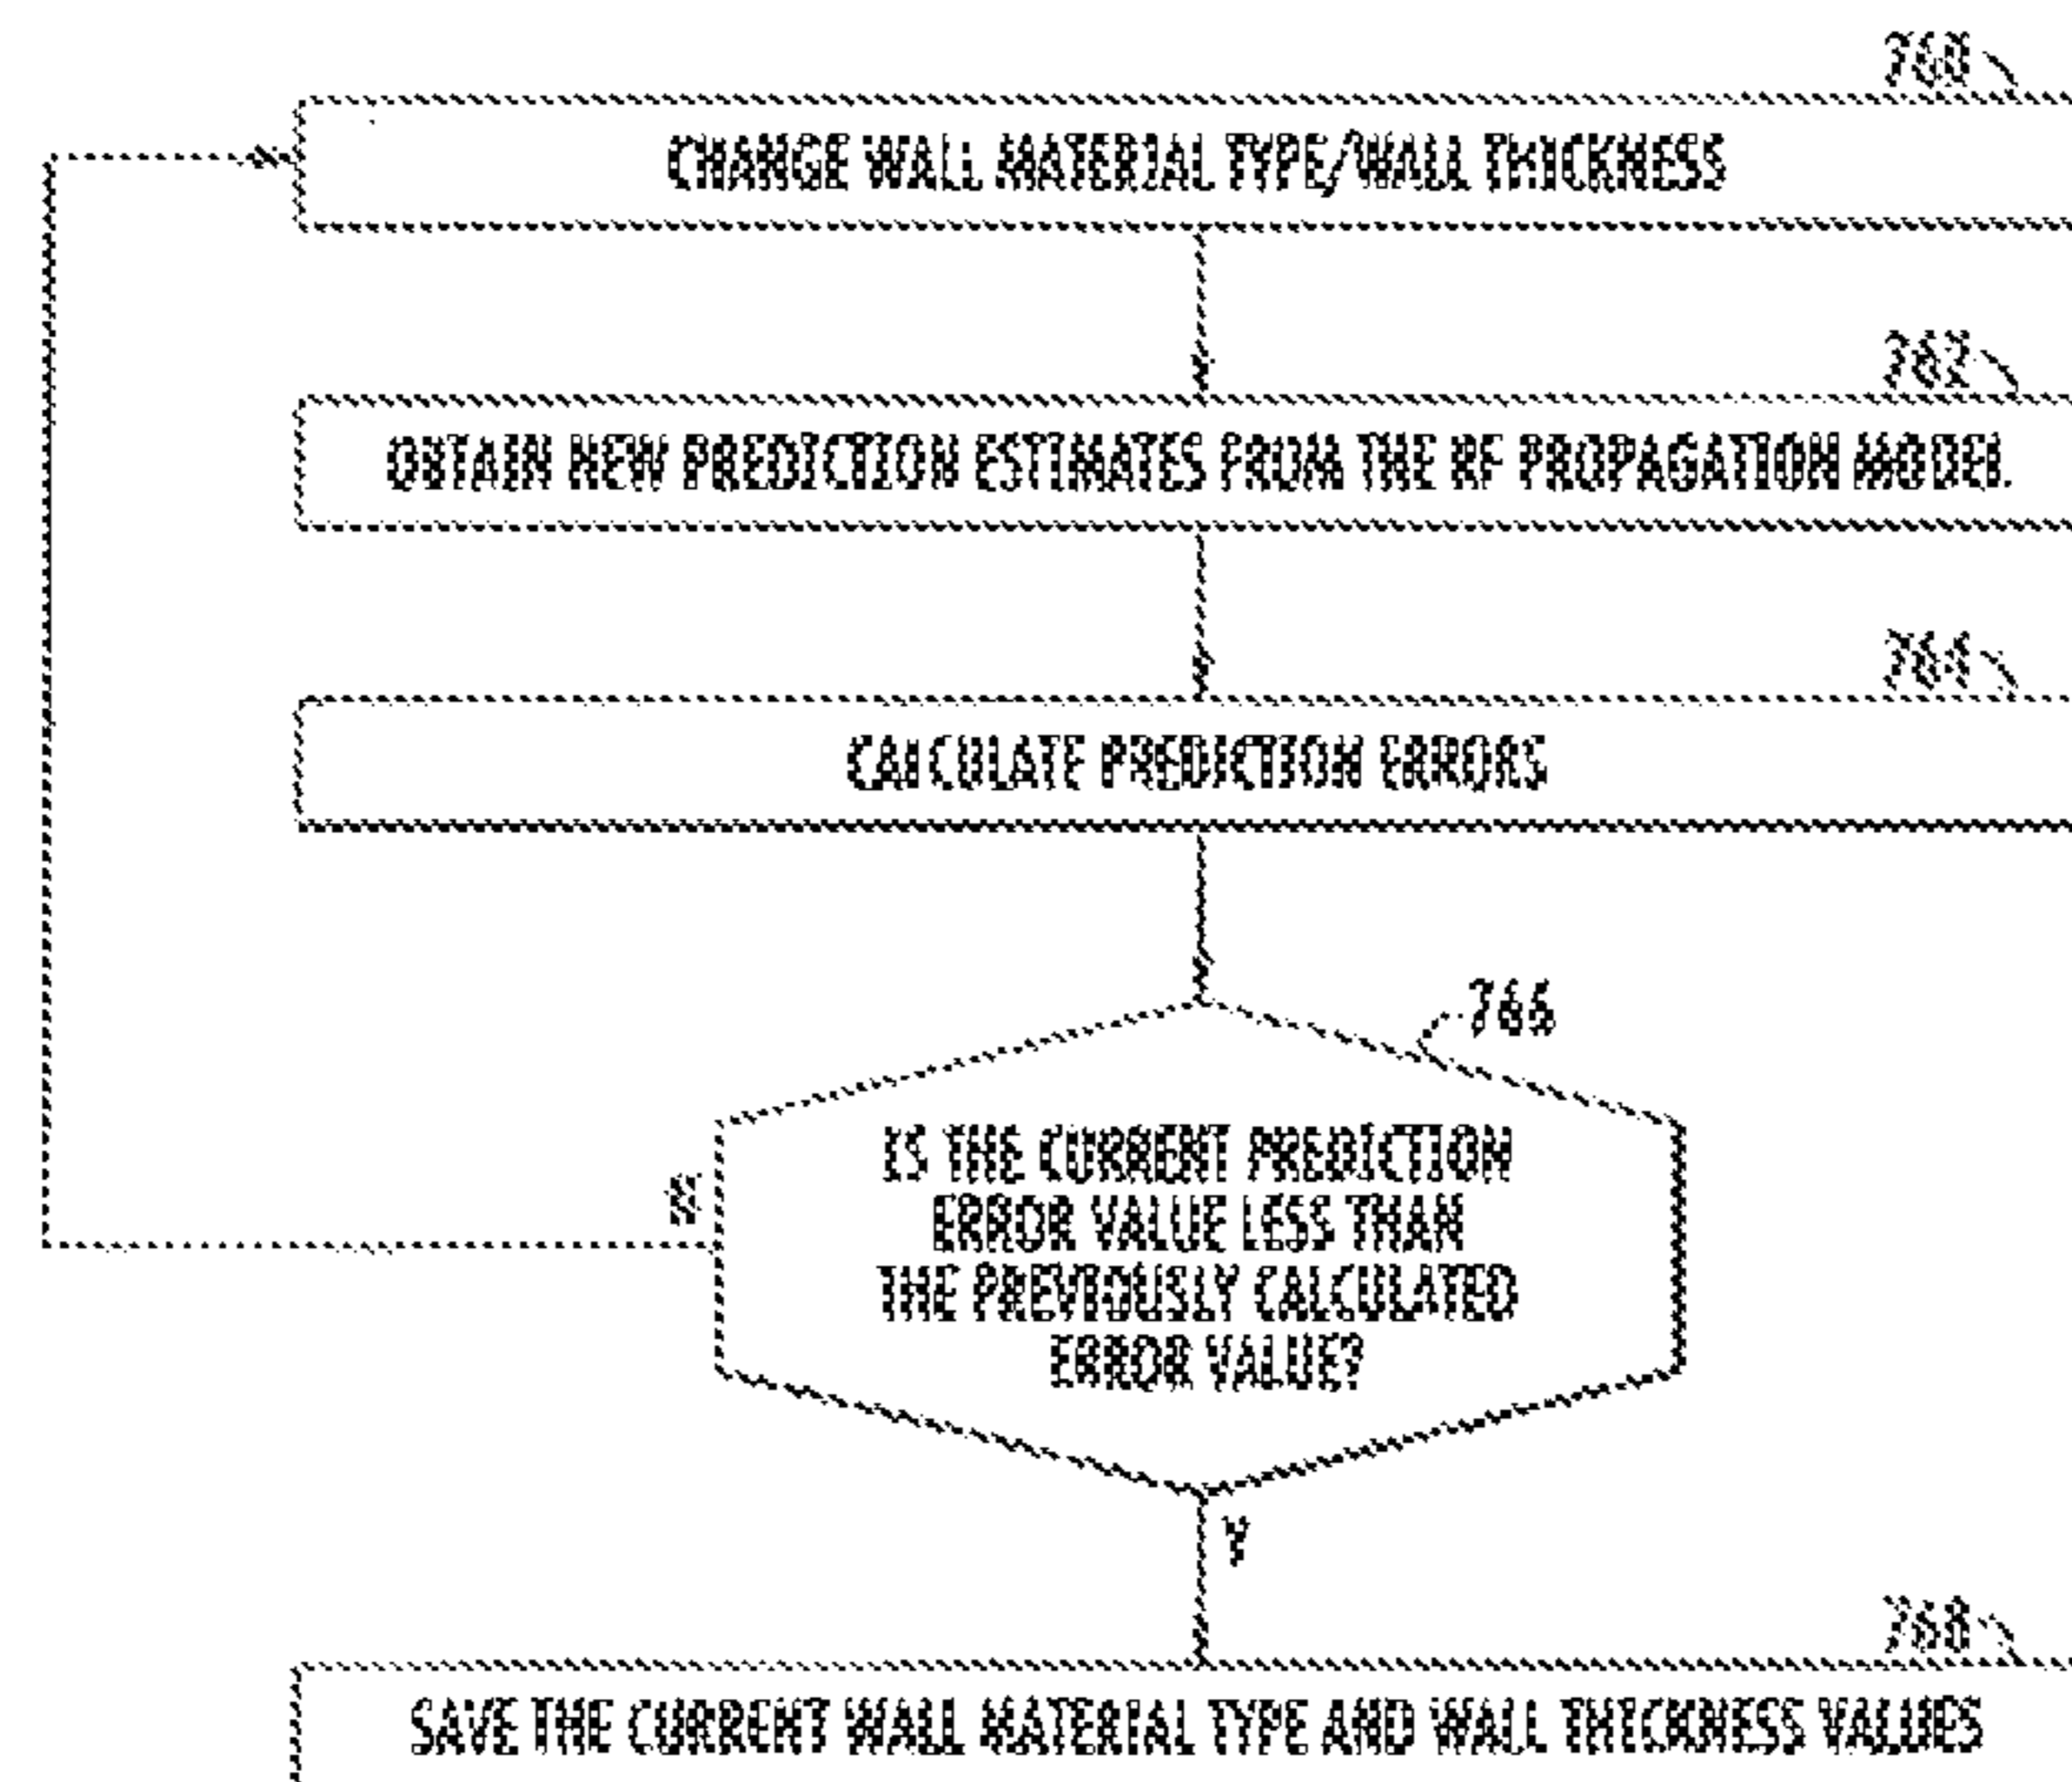 760
CHANGE WALL MATERIAL TYPE/WALL THICKNESS
762
OBTAIN NEW PREDICTION ESTIMATES FROM THE RF PROPAGATION MODEL.
764
CALCULATE PREDICTION ERRORS
766
IS THE CURRENT PREDICTION
ERROR VALUE LESS THAN
THE PREVIOUSLY CALCULATED
ERROR VALUE?
N
Y
768
SAVE THE CURRENT WALL MATERIAL TYPE AND WALL THICKNESS VALUES